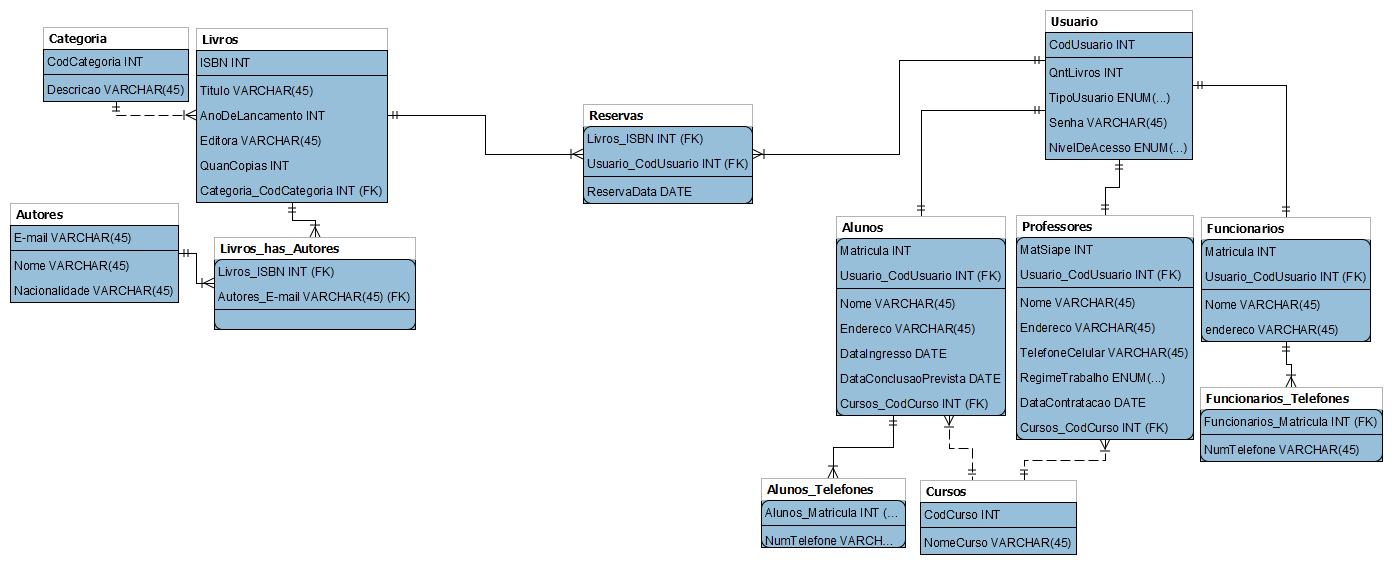 Categoria
CodCategoria INT
Descricao VARCHAR(45)
Livros
ISBN INT
Titulo VARCHAR(45)
AnoDeLancamento INT
Editora VARCHAR(45)
QuanCopias INT
Categoria_CodCategoria INT (FK)
Autores
E-mail VARCHAR(45)
Nome VARCHAR(45)
Nacionalidade VARCHAR(45)
Livros_has_Autores
Livros_ISBN INT (FK)
Autores_E-mail VARCHAR(45) (FK)
Reservas
Livros_ISBN INT (FK)
Usuario_CodUsuario INT (FK)
ReservaData DATE
Usuario
CodUsuario INT
QntLivros INT
TipoUsuario ENUM(...)
Senha VARCHAR(45)
NivelDeAcesso ENUM(...)
Alunos
Matricula INT
Usuario_CodUsuario INT (FK)
Nome VARCHAR(45)
Endereco VARCHAR(45)
DataIngresso DATE
DataConclusaoPrevista DATE
Cursos_CodCurso INT (FK)
Professores
MatSiape INT
Usuario_CodUsuario INT (FK)
Nome VARCHAR(45)
Endereco VARCHAR(45)
TelefoneCelular VARCHAR(45)
RegimeTrabalho ENUM(...)
DataContratacao DATE
Cursos_CodCurso INT (FK)
Funcionarios
Matricula INT
Usuario_CodUsuario INT (FK)
Nome VARCHAR(45)
endereco VARCHAR(45)
Funcionarios_Telefones
Funcionarios_Matricula INT (FK)
NumTelefone VARCHAR(45)
Alunos_Telefones
Alunos_Matricula INT (...
NumTelefone VARCH...
Cursos
CodCurso INT
NomeCurso VARCHAR(45)